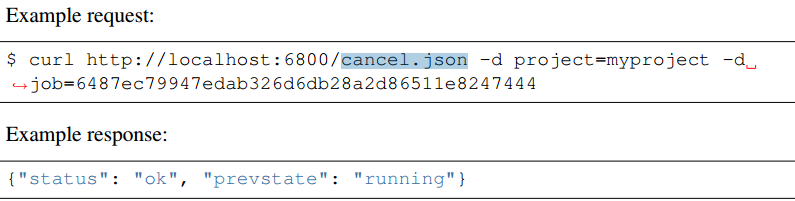 Example request:
$ curl http://localhost:6800/cancel.json -d project=myproject -d␣
↪job=6487ec79947edab326d6db28a2d86511e8247444
Example response:
{"status": "ok", "prevstate": "running"}